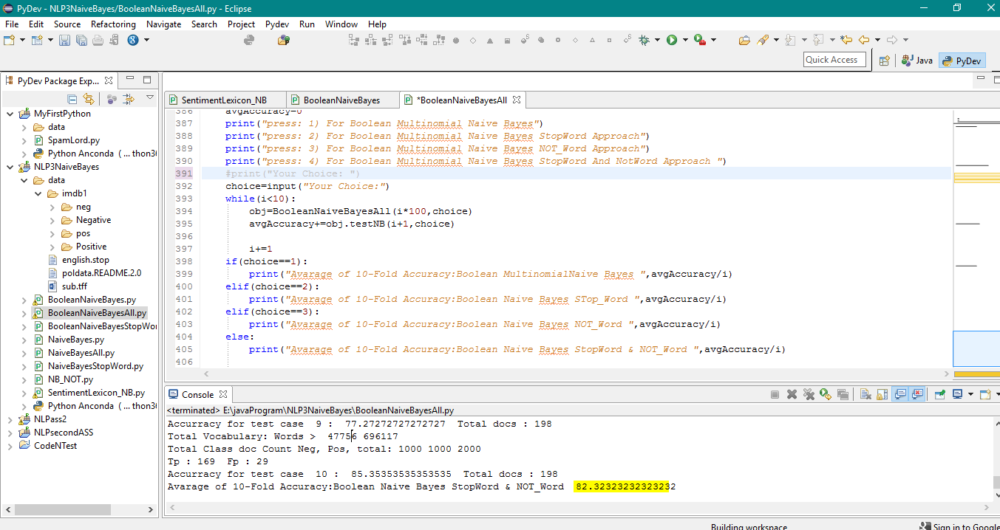 PyDev - NLP3NaiveBayes/BooleanNaiveBayesAll.py - Eclipse
File Edit Source Refactoring Navigate Search Project Pydev Run Window Help
Quick Access
Java
PyDev
PyDev Package Exp...
MyFirstPython
data
SpamLord.py
Python Anconda ( ... thon36
NLP3NaiveBayes
data
imdb1
neg
Negative
pos
Positive
english.stop
poldata.README.2.0
sub.tff
BooleanNaiveBayes.py
BooleanNaiveBayesAll.py
BooleanNaiveBayesStopWor
NaiveBayes.py
NaiveBayesAll.py
NaiveBayesStopWord.py
NB_NOT.py
SentimentLexicon_NB.py
Python Anconda ( ... thon36
NLPass2
NLPsecondASS
CodeNTest
SentimentLexicon_NB
BooleanNaiveBayes
*BooleanNaiveBayesAll
386 avgAccuracy=0
387 print("press: 1) For Boolean Multinomial Naive Bayes")
388 print("press: 2) For Boolean Multinomial Naive Bayes StopWord Approach")
389 print("press: 3) For Boolean Multinomial Naive Bayes NOT_Word Approach")
390 print("press: 4) For Boolean Multinomial Naive Bayes StopWord And NotWord Approach ")
391 #print("Your Choice: ")
392 choice=input("Your Choice:")
393 while(i<10):
394 obj=BooleanNaiveBayesAll(i*100,choice)
395 avgAccuracy+=obj.testNB(i+1,choice)
396
397 i+=1
398 if(choice==1):
399 print("Avarage of 10-Fold Accuracy:Boolean MultinomialNaive Bayes ",avgAccuracy/i)
400 elif(choice==2):
401 print("Avarage of 10-Fold Accuracy:Boolean Naive Bayes STop_Word ",avgAccuracy/i)
402 elif(choice==3):
403 print("Avarage of 10-Fold Accuracy:Boolean Naive Bayes NOT_Word ",avgAccuracy/i)
404 else:
405 print("Avarage of 10-Fold Accuracy:Boolean Naive Bayes StopWord & NOT_Word ",avgAccuracy/i)
406
Console
<terminated> E:\javaProgram\NLP3NaiveBayes\BooleanNaiveBayesAll.py
Accurracy for test case 9 : 77.27272727272727 Total docs : 198
Total Vocabulary: Words > 47756 696117
Total Class doc Count Neg, Pos, total: 1000 1000 2000
Tp : 169 Fp : 29
Accurracy for test case 10 : 85.35353535353535 Total docs : 198
Avarage of 10-Fold Accuracy:Boolean Naive Bayes StopWord & NOT_Word 82.32323232323232
Building workspace
Sign in to Google